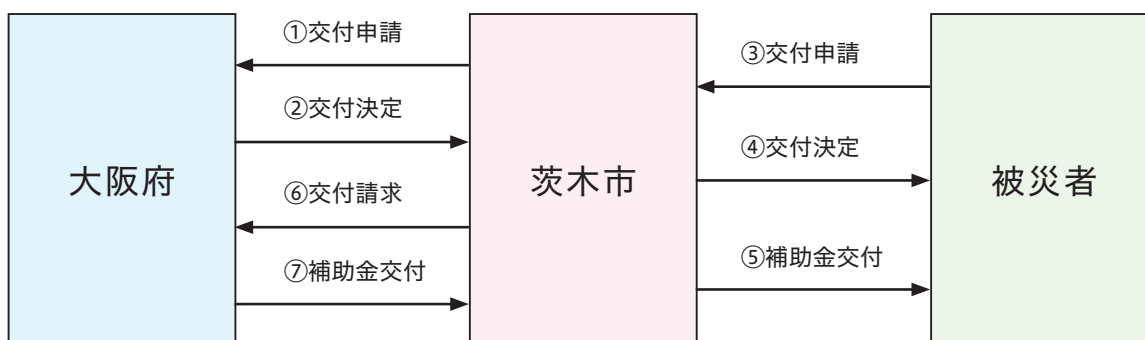 ①交付申請
②交付決定
⑥交付請求
⑦補助金交付
③交付申請
④交付決定
⑤補助金交付
大阪府
茨木市
被災者